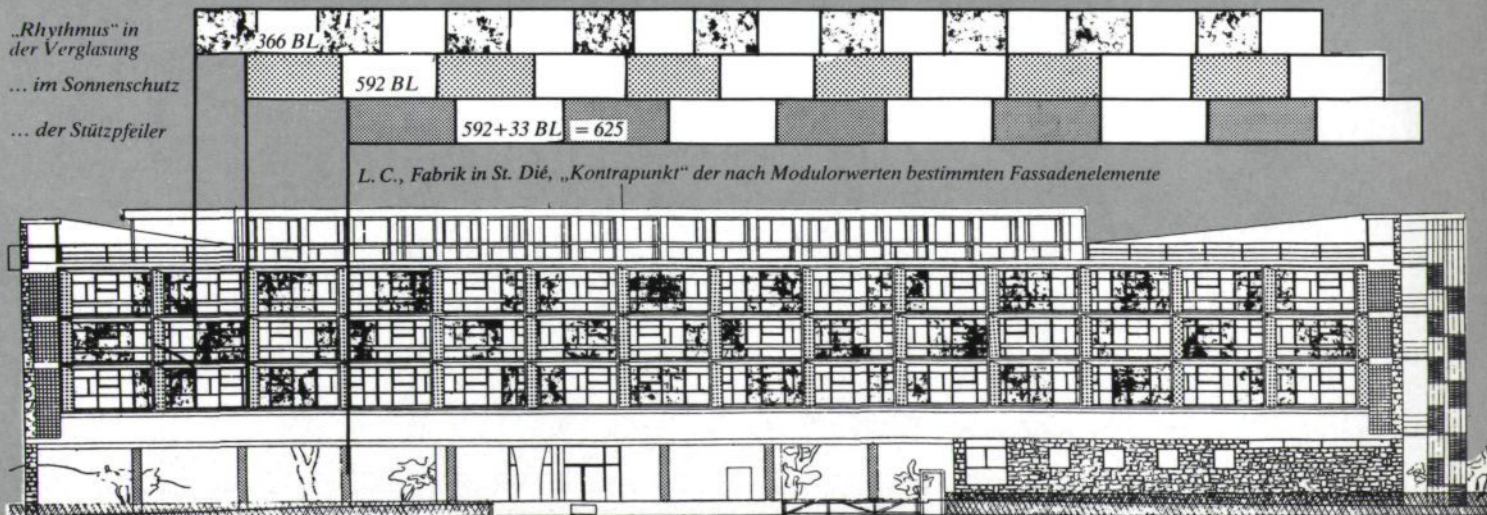 „Rhythmus“ in
der Verglasung
366 BL
... im Sonnenschutz
592 BL
... der Stützpfeiler
592+33 BL = 625
L. C., Fabrik in St. Dié, „Kontrapunkt“ der nach Modulorwerten bestimmten Fassadenelemente